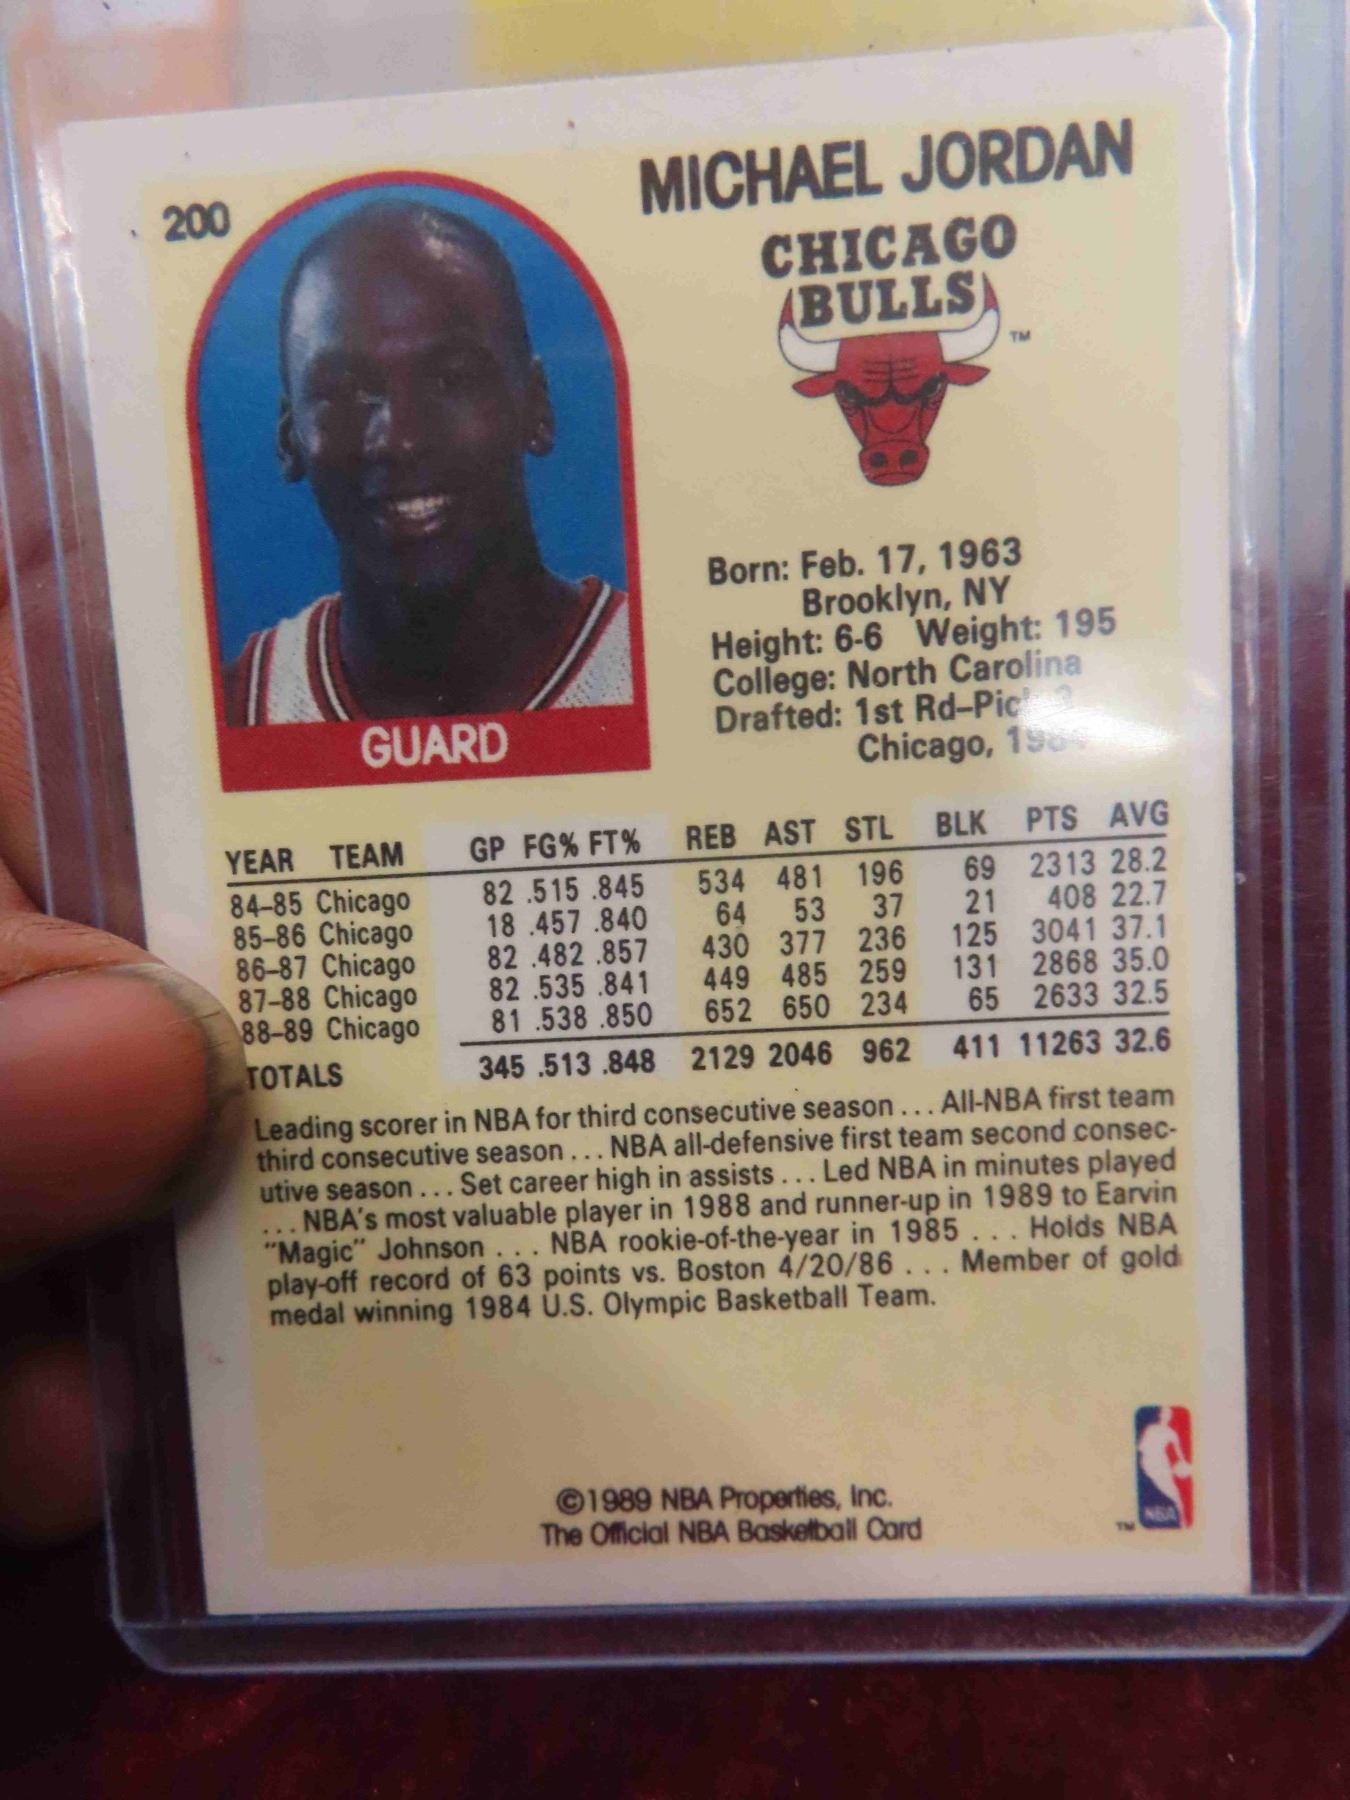 200
MICHAEL JORDAN
CHICAGO
BULLS
TM
Born: Feb. 17, 1963
Brooklyn, NY
Height: 6-6 Weight: 195
College: North Carolina
Drafted: 1st Rd-Pick 3
Chicago, 1984
GUARD
YEAR TEAM GP FG% FT% REB AST STL BLK PTS AVG
84-85 Chicago 82 .515 .845 534 481 196 69 2313 28.2
85-86 Chicago 18 .457 .840 64 53 37 21 408 22.7
86-87 Chicago 82 .482 .857 430 377 236 125 3041 37.1
87-88 Chicago 82 .535 .841 449 485 259 131 2868 35.0
88-89 Chicago 81 .538 .850 652 650 234 65 2633 32.5
TOTALS 345 .513 .848 2129 2046 962 411 11263 32.6
Leading scorer in NBA for third consecutive season . . . All-NBA first team
third consecutive season . . . NBA all-defensive first team second consec-
utive season . . . Set career high in assists . . . Led NBA in minutes played
. . . NBA's most valuable player in 1988 and runner-up in 1989 to Earvin
"Magic" Johnson . . . NBA rookie-of-the-year in 1985 . . . Holds NBA
play-off record of 63 points vs. Boston 4/20/86 . . . Member of gold
medal winning 1984 U.S. Olympic Basketball Team.
©1989 NBA Properties, Inc.
The Official NBA Basketball Card
TM NBA